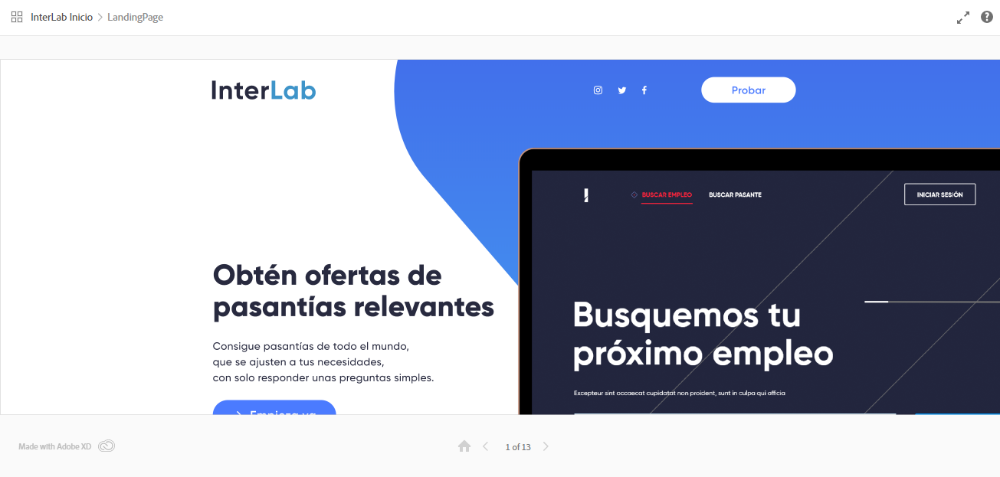 InterLab Inicio > LandingPage
InterLab
Probar
BUSCAR EMPLEO
BUSCAR PASANTE
INICIAR SESIÓN
Obtén ofertas de
pasantías relevantes
Consigue pasantías de todo el mundo,
que se ajusten a tus necesidades,
con solo responder unas preguntas simples.
> Empieza ya
Busquemos tu
próximo empleo
Excepteur sint occaecat cupidatat non proident, sunt in culpa qui officia
Made with Adobe XD
1 of 13